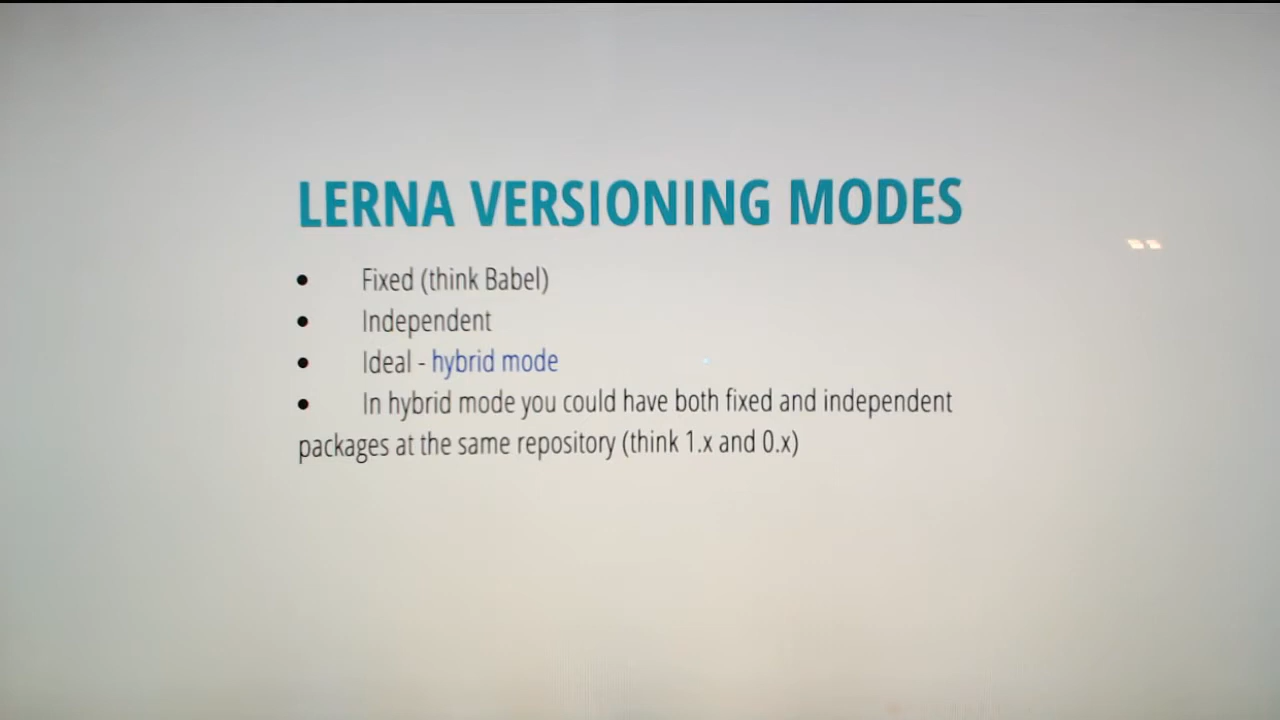 LERNA VERSIONING MODES
• Fixed (think Babel)
• Independent
• Ideal - hybrid mode
• In hybrid mode you could have both fixed and independent
packages at the same repository (think 1.x and 0.x)